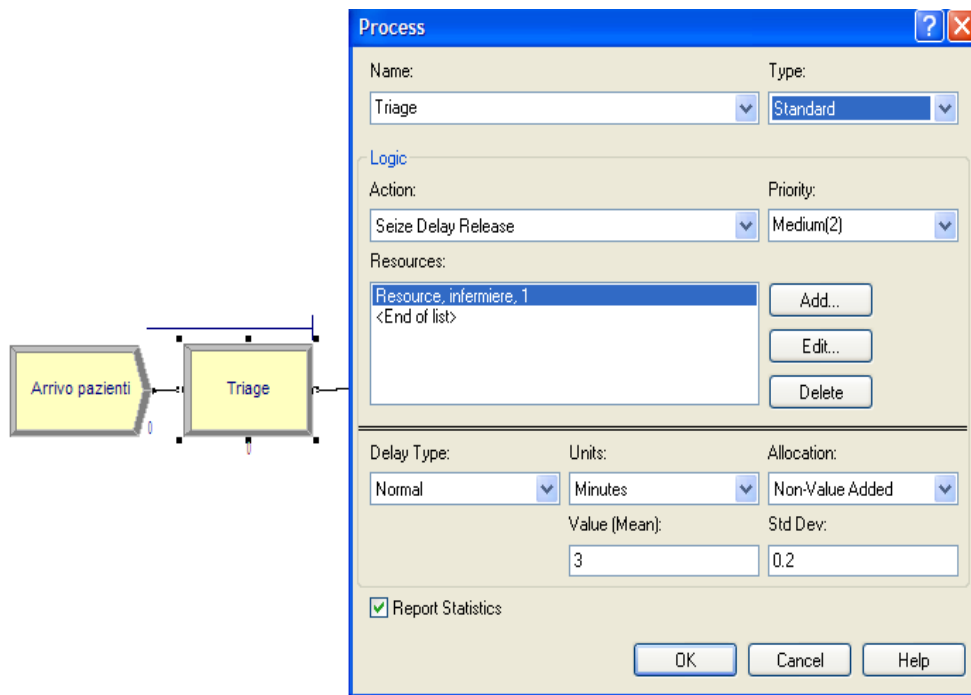 Process
Name:
Type:
Triage
Standard
Logic
Action:
Priority:
Seize Delay Release
Medium(2)
Resources:
Resource, infermiere, 1
<End of list>
Add...
Edit...
Delete
Arrivo pazienti
0
Triage
0
Delay Type:
Units:
Allocation:
Normal
Minutes
Non-Value Added
Value (Mean):
Std Dev:
3
0.2
Report Statistics
OK
Cancel
Help